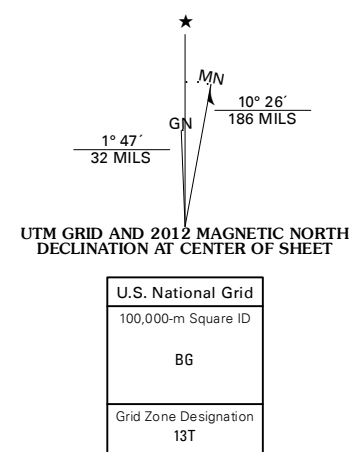 ★
MN
GN
10° 26´
186 MILS
1° 47´
32 MILS
UTM GRID AND 2012 MAGNETIC NORTH
DECLINATION AT CENTER OF SHEET
U.S. National Grid
100,000-m Square ID
BG
Grid Zone Designation
13T